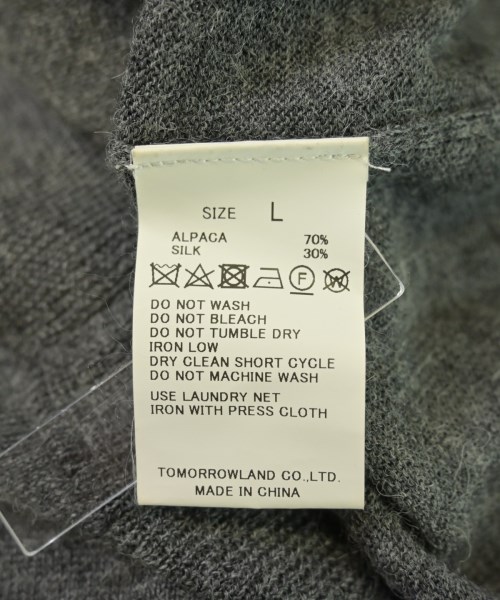 SIZE L
ALPACA 70%
SILK 30%
F W
DO NOT WASH
DO NOT BLEACH
DO NOT TUMBLE DRY
IRON LOW
DRY CLEAN SHORT CYCLE
DO NOT MACHINE WASH
USE LAUNDRY NET
IRON WITH PRESS CLOTH
TOMORROWLAND CO.,LTD.
MADE IN CHINA